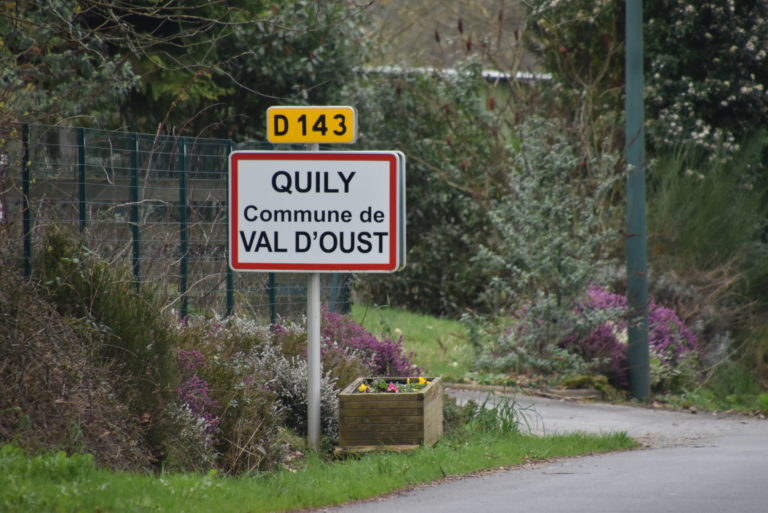 D 143
QUILY
Commune de
VAL D'OUST